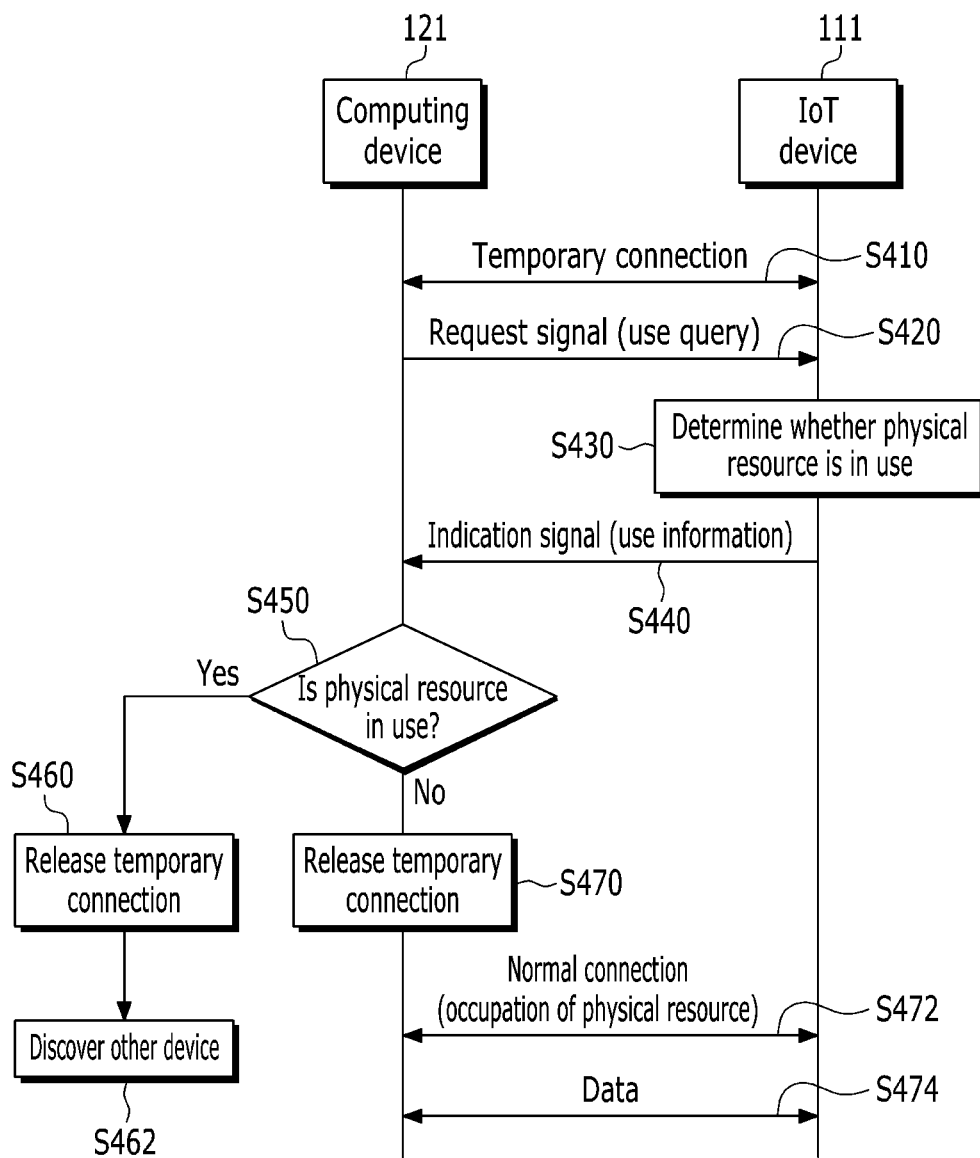 121
111
Computing
device
IoT
device
Temporary connection
S410
Request signal (use query)
S420
S430
Determine whether physical
resource is in use
Indication signal (use information)
S440
S450
Yes
Is physical resource
in use?
No
S460
Release temporary
connection
Release temporary
connection
S470
Normal connection
(occupation of physical resource)
S472
Discover other device
S462
Data
S474